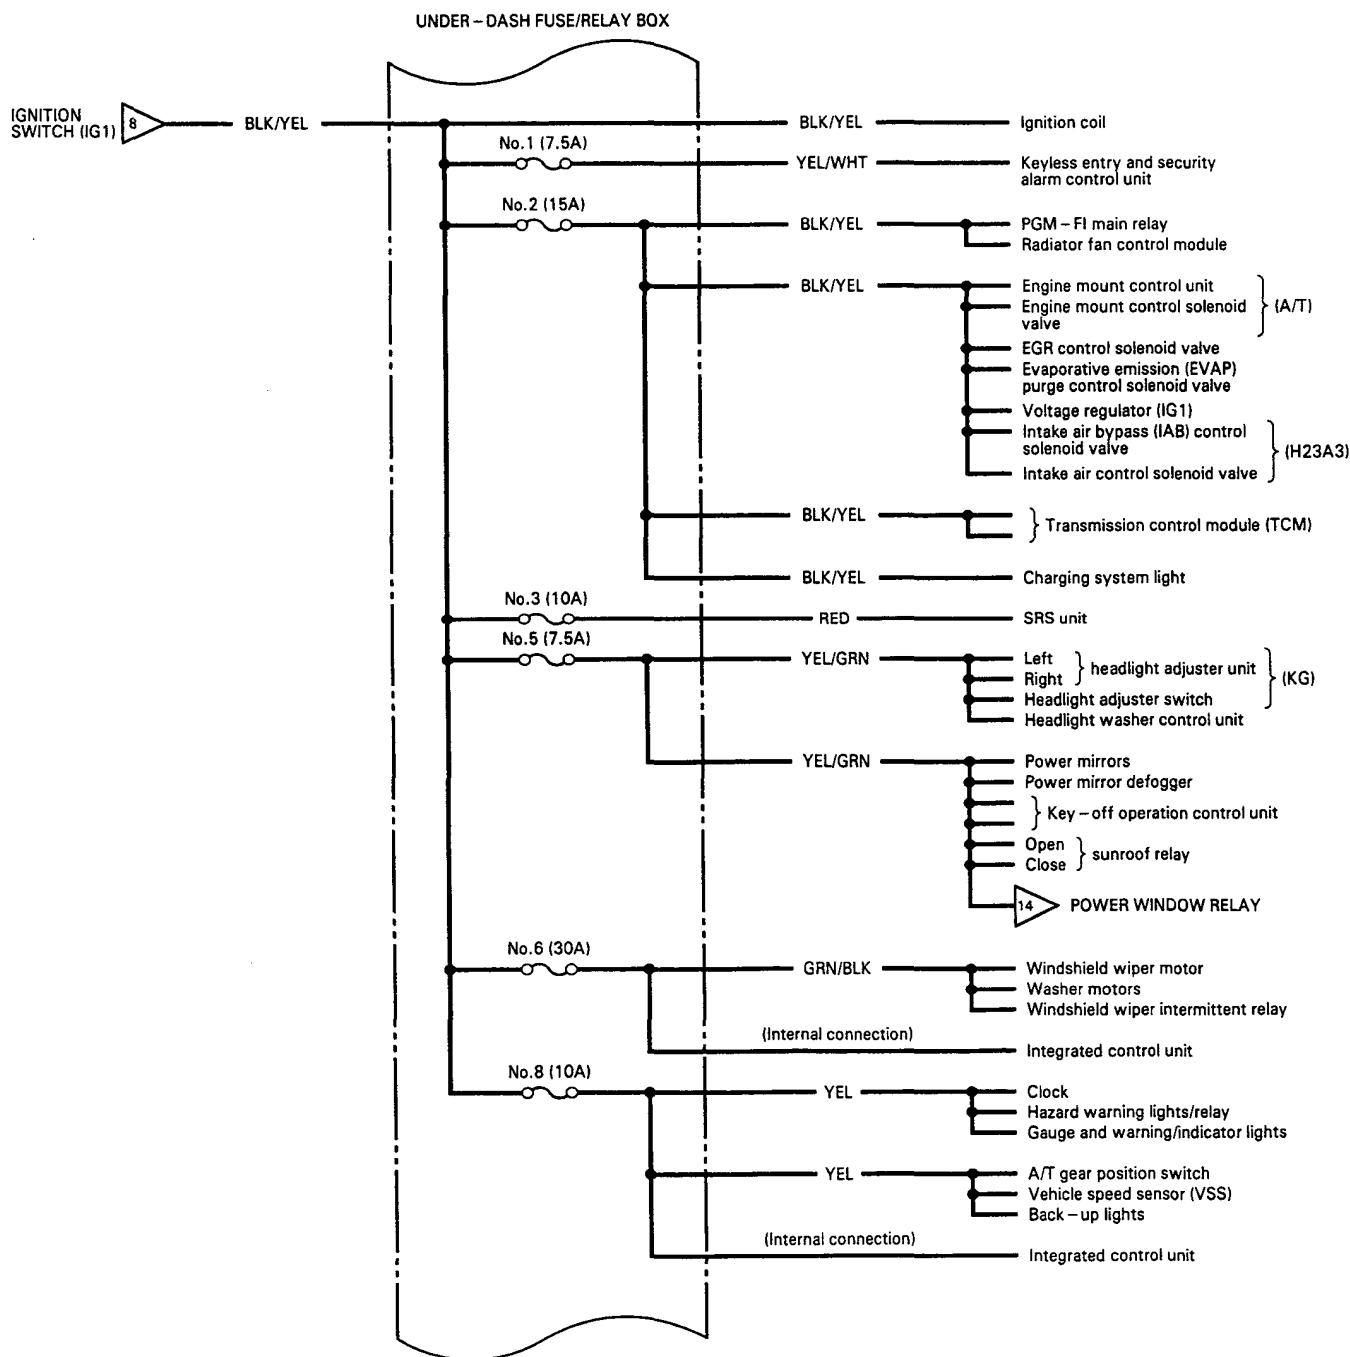 UNDER-DASH FUSE/RELAY BOX
IGNITION
SWITCH (IG1)
8
BLK/YEL
BLK/YEL
Ignition coil
No.1 (7.5A)
YEL/WHT
Keyless entry and security
alarm control unit
No.2 (15A)
BLK/YEL
PGM-FI main relay
Radiator fan control module
BLK/YEL
Engine mount control unit
Engine mount control solenoid
valve
(A/T)
EGR control solenoid valve
Evaporative emission (EVAP)
purge control solenoid valve
Voltage regulator (IG1)
Intake air bypass (IAB) control
solenoid valve
(H23A3)
Intake air control solenoid valve
BLK/YEL
Transmission control module (TCM)
BLK/YEL
Charging system light
No.3 (10A)
RED
SRS unit
No.5 (7.5A)
YEL/GRN
Left
Right
headlight adjuster unit
(KG)
Headlight adjuster switch
Headlight washer control unit
YEL/GRN
Power mirrors
Power mirror defogger
Key-off operation control unit
Open
Close
sunroof relay
14
POWER WINDOW RELAY
No.6 (30A)
GRN/BLK
Windshield wiper motor
Washer motors
Windshield wiper intermittent relay
(Internal connection)
Integrated control unit
No.8 (10A)
YEL
Clock
Hazard warning lights/relay
Gauge and warning/indicator lights
YEL
A/T gear position switch
Vehicle speed sensor (VSS)
Back-up lights
(Internal connection)
Integrated control unit